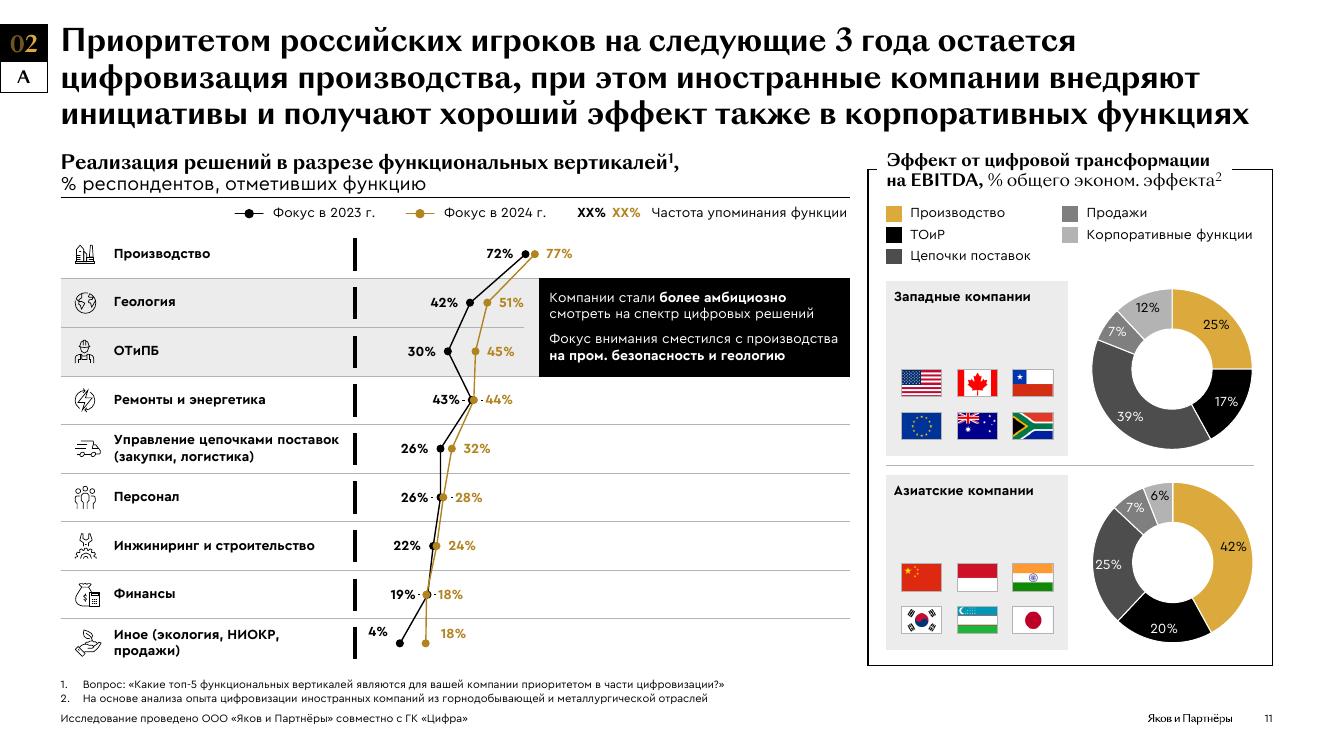 02
A
Приоритетом российских игроков на следующие 3 года остается
цифровизация производства, при этом иностранные компании внедряют
инициативы и получают хороший эффект также в корпоративных функциях
Реализация решений в разрезе функциональных вертикалей¹,
% респондентов, отметивших функцию
Фокус в 2023 г.
Фокус в 2024 г.
XX% XX% Частота упоминания функции
Производство
72% 77%
Геология
42% 51%
ОТиПБ
30% 45%
Компании стали более амбициозно
смотреть на спектр цифровых решений
Фокус внимания сместился с производства
на пром. безопасность и геологию
Ремонты и энергетика
43% 44%
Управление цепочками поставок
(закупки, логистика)
26% 32%
Персонал
26% 28%
Инжиниринг и строительство
22% 24%
Финансы
19% 18%
Иное (экология, НИОКР,
продажи)
4% 18%
Эффект от цифровой трансформации
на EBITDA, % общего эконом. эффекта²
Производство
ТОиР
Цепочки поставок
Продажи
Корпоративные функции
Западные компании
12%
25%
7%
39%
17%
Азиатские компании
6%
7%
42%
25%
20%
1. Вопрос: «Какие топ-5 функциональных вертикалей являются для вашей компании приоритетом в части цифровизации?»
2. На основе анализа опыта цифровизации иностранных компаний из горнодобывающей и металлургической отраслей
Исследование проведено ООО «Яков и Партнёры» совместно с ГК «Цифра»
Яков и Партнёры
11